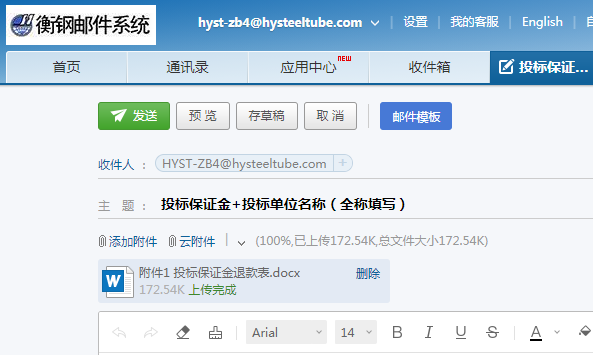 衡钢邮件系统
hyst-zb4@hysteeltube.com 设置 我的客服 English
首页 通讯录 应用中心 NEW 收件箱 投标保证...
发送 预 览 存草稿 取 消 邮件模板
收件人 : HYST-ZB4@hysteeltube.com +
主 题 : 投标保证金+投标单位名称（全称填写）
添加附件 云附件 (100%,已上传172.54K,总文件大小172.54K)
附件1 投标保证金退款表.docx 删除
172.54K 上传完成
Arial 14 B I U S A